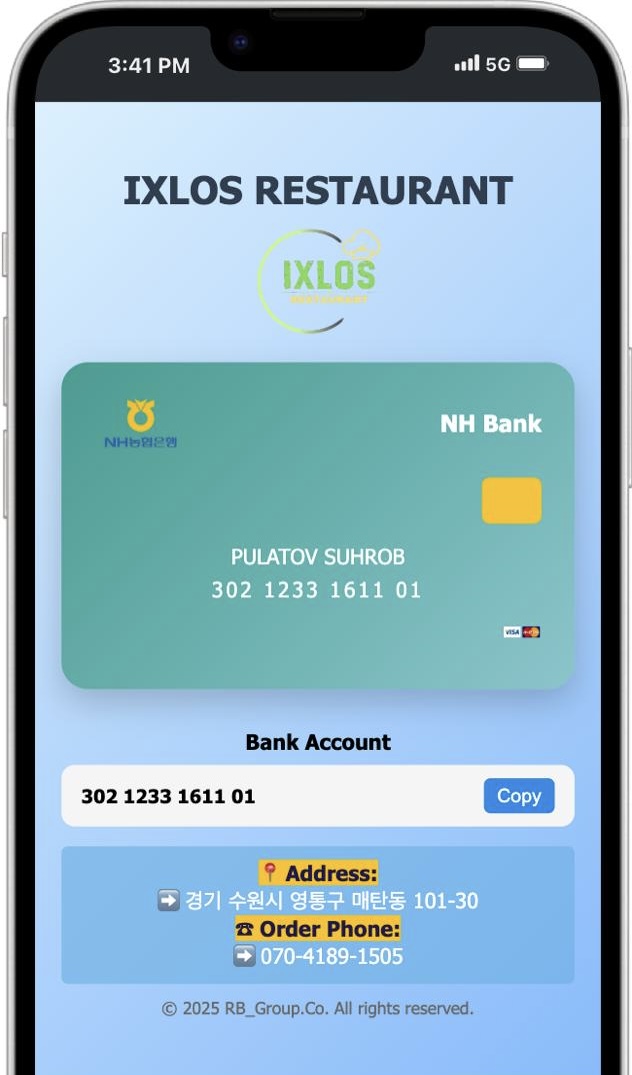 3:41 PM 5G
IXLOS RESTAURANT
IXLOS
RESTAURANT
NH농협은행
NH Bank
PULATOV SUHROB
302 1233 1611 01
VISA
Bank Account
302 1233 1611 01 Copy
📍 Address:
➡️ 경기 수원시 영통구 매탄동 101-30
☎ Order Phone:
➡️ 070-4189-1505
© 2025 RB_Group.Co. All rights reserved.